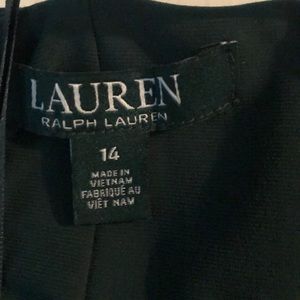 LAUREN
RALPH LAUREN
14
MADE IN
VIETNAM
FABRIQUÉ AU
VIÊT NAM